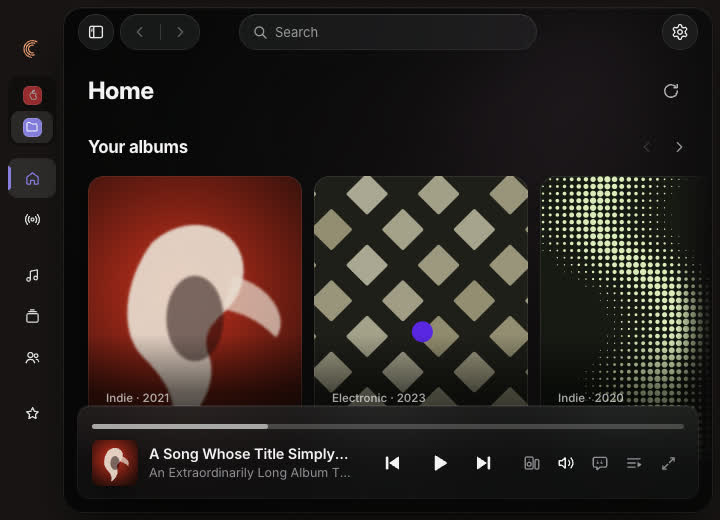 Search
Home
Your albums
Indie · 2021
Electronic · 2023
Indie · 2020
A Song Whose Title Simply...
An Extraordinarily Long Album T...